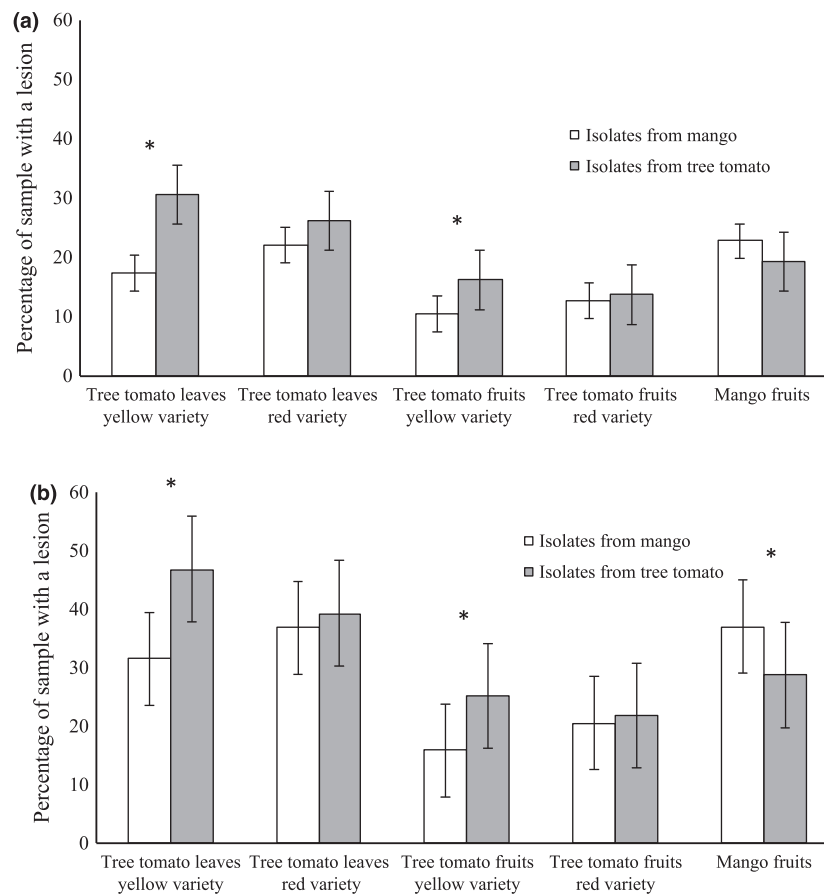 (a)
Percentage of sample with a lesion
60
50
40
30
20
10
0
* *
Isolates from mango
Isolates from tree tomato
Tree tomato leaves
yellow variety
Tree tomato leaves
red variety
Tree tomato fruits
yellow variety
Tree tomato fruits
red variety
Mango fruits
(b)
Percentage of sample with a lesion
60
50
40
30
20
10
0
* * *
Isolates from mango
Isolates from tree tomato
Tree tomato leaves
yellow variety
Tree tomato leaves
red variety
Tree tomato fruits
yellow variety
Tree tomato fruits
red variety
Mango fruits